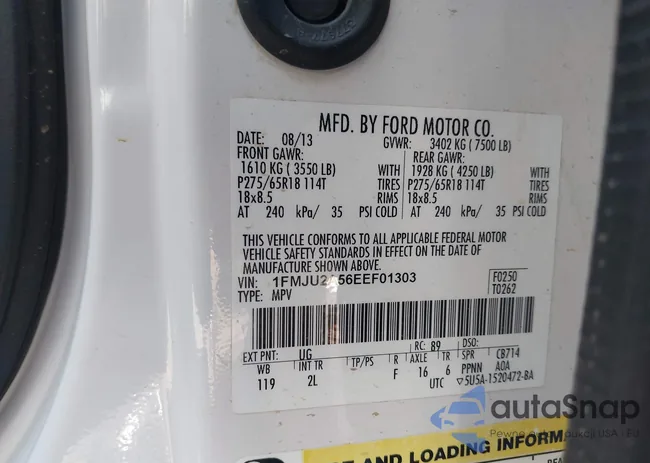 MFD. BY FORD MOTOR CO.
DATE: 08/13 GVWR: 3402 KG ( 7500 LB)
FRONT GAWR: REAR GAWR:
1610 KG ( 3550 LB) WITH 1928 KG ( 4250 LB) WITH
P275/65R18 114T TIRES P275/65R18 114T TIRES
18x8.5 RIMS 18x8.5 RIMS
AT 240 kPa/ 35 PSI COLD AT 240 kPa/ 35 PSI COLD
THIS VEHICLE CONFORMS TO ALL APPLICABLE FEDERAL MOTOR
VEHICLE SAFETY STANDARDS IN EFFECT ON THE DATE OF
MANUFACTURE SHOWN ABOVE.
VIN: F0250
TYPE: MPV T0262
EXT PNT: UG RC: 89 DSO:
WB INT TR TP/PS R AXLE TR SPR CB714
119 2L F 16 6 PPNN AOA
UTC ▽5U5A-1520472-BA
autoSnap
AND LOADING INFORM